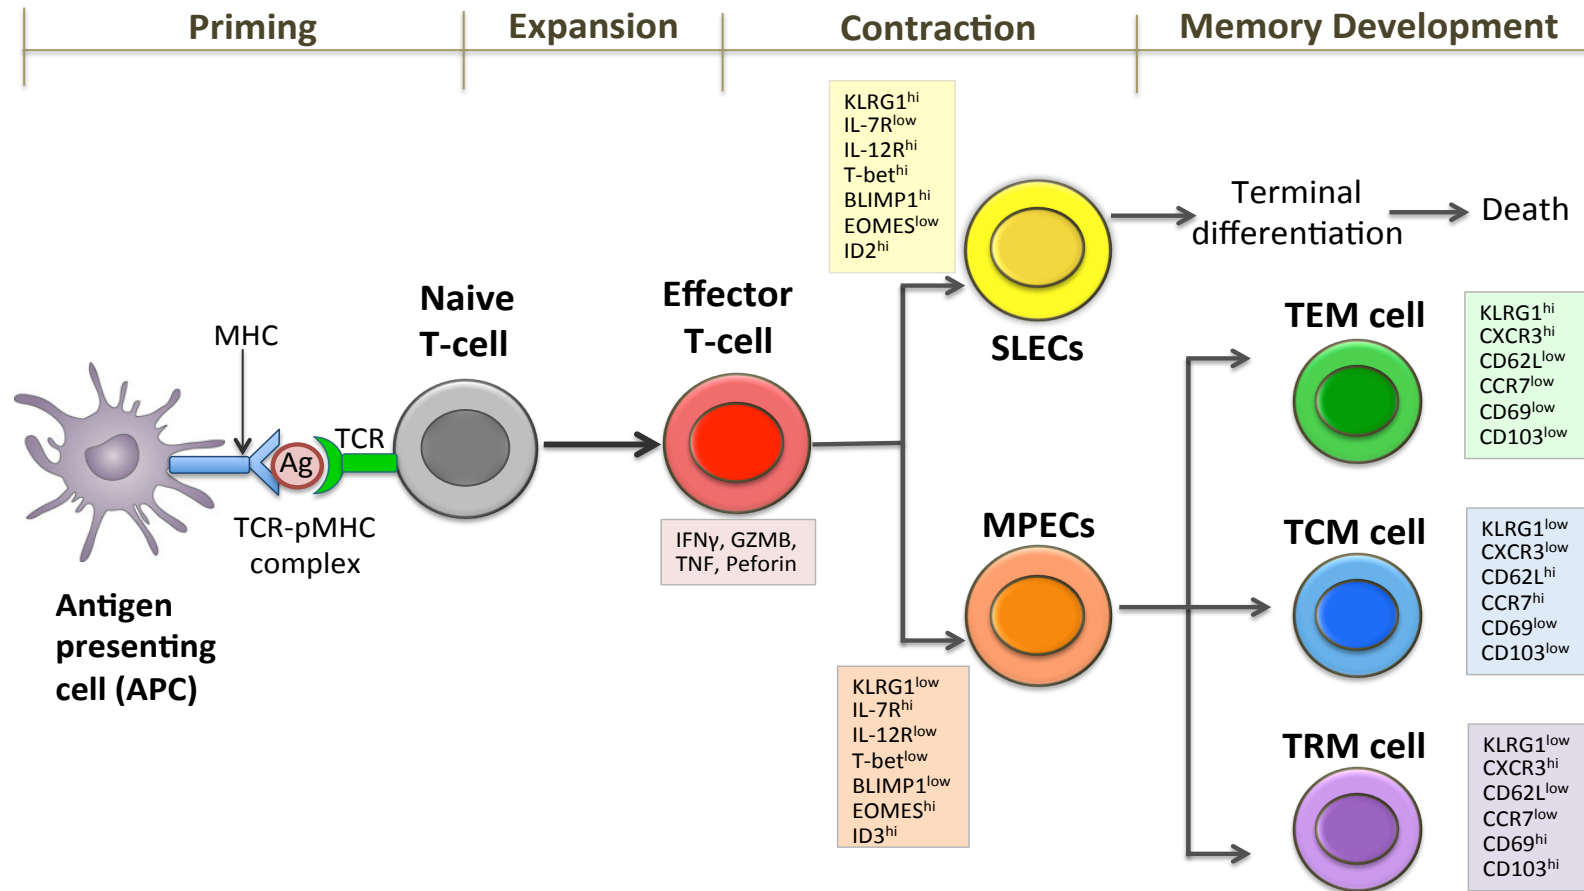 Priming
Expansion
Contraction
Memory Development
MHC
Ag
TCR
TCR-pMHC
complex
Antigen
presenting
cell (APC)
Naive
T-cell
Effector
T-cell
IFNγ, GZMB,
TNF, Peforin
KLRG1hi
IL-7Rlow
IL-12Rhi
T-bethi
BLIMP1hi
EOMESlow
ID2hi
SLECs
Terminal
differentiation
Death
MPECs
KLRG1low
IL-7Rhi
IL-12Rlow
T-betlow
BLIMP1low
EOMEShi
ID3hi
TEM cell
KLRG1hi
CXCR3hi
CD62Llow
CCR7low
CD69low
CD103low
TCM cell
KLRG1low
CXCR3low
CD62Lhi
CCR7hi
CD69low
CD103low
TRM cell
KLRG1low
CXCR3hi
CD62Llow
CCR7low
CD69hi
CD103hi